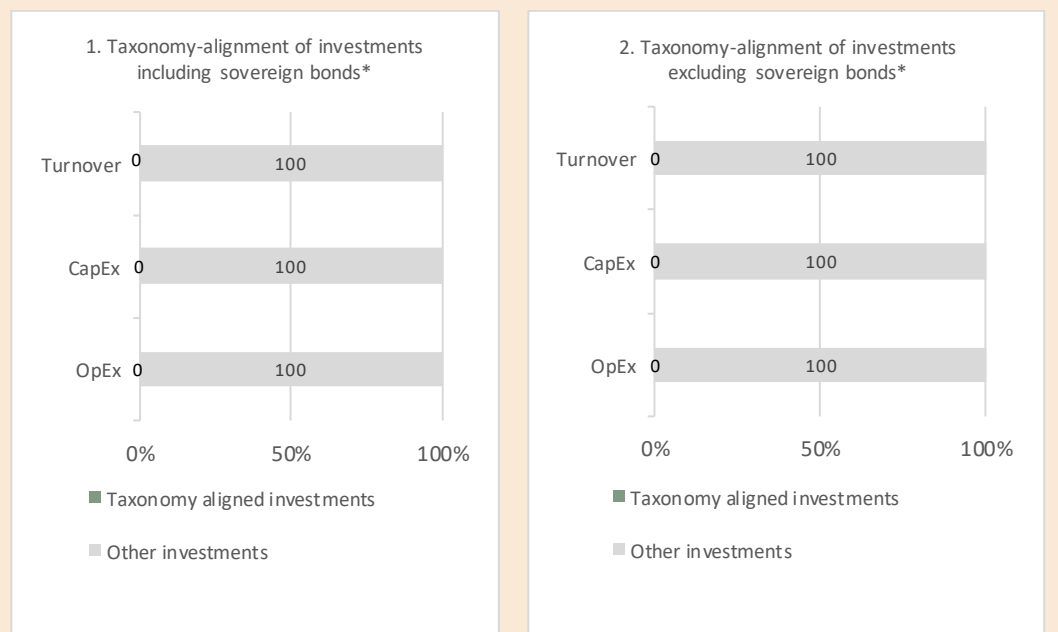 1. Taxonomy-alignment of investments
including sovereign bonds*
Turnover 0 100
CapEx 0 100
OpEx 0 100
0% 50% 100%
Taxonomy aligned investments
Other investments
2. Taxonomy-alignment of investments
excluding sovereign bonds*
Turnover 0 100
CapEx 0 100
OpEx 0 100
0% 50% 100%
Taxonomy aligned investments
Other investments